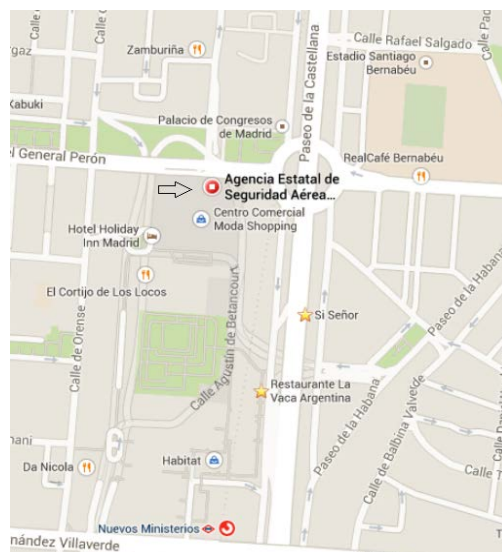 Calle Rafael Salgado
Zamburiña
Estadio Santiago
Bernabéu
Calle
Kabuki
Palacio de Congresos
de Madrid
Paseo de la Castellana
General Perón
RealCafé Bernabéu
Agencia Estatal de
Seguridad Aérea...
Centro Comercial
Moda Shopping
Hotel Holiday
Inn Madrid
El Cortijo de Los Locos
Calle de Orense
Calle Agustín de Betancourt
Si Señor
Paseo de la Habana
Restaurante La
Vaca Argentina
Paseo de la Habana
Calle de Balbina Valverde
Habitat
Da Nicola
Calle T
Nuevos Ministerios
nández Villaverde